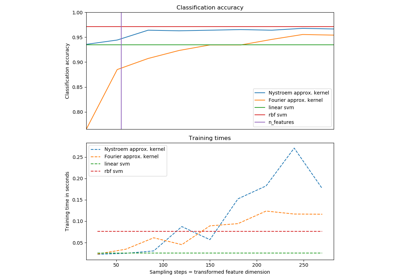 Classification accuracy
1.00
0.95
0.90
0.85
0.80
Classification accuracy
Nystroem approx. kernel
Fourier approx. kernel
linear svm
rbf svm
n_features
Training times
Nystroem approx. kernel
Fourier approx. kernel
linear svm
rbf svm
0.25
0.20
0.15
0.10
0.05
Training time in seconds
50 100 150 200 250
Sampling steps = transformed feature dimension